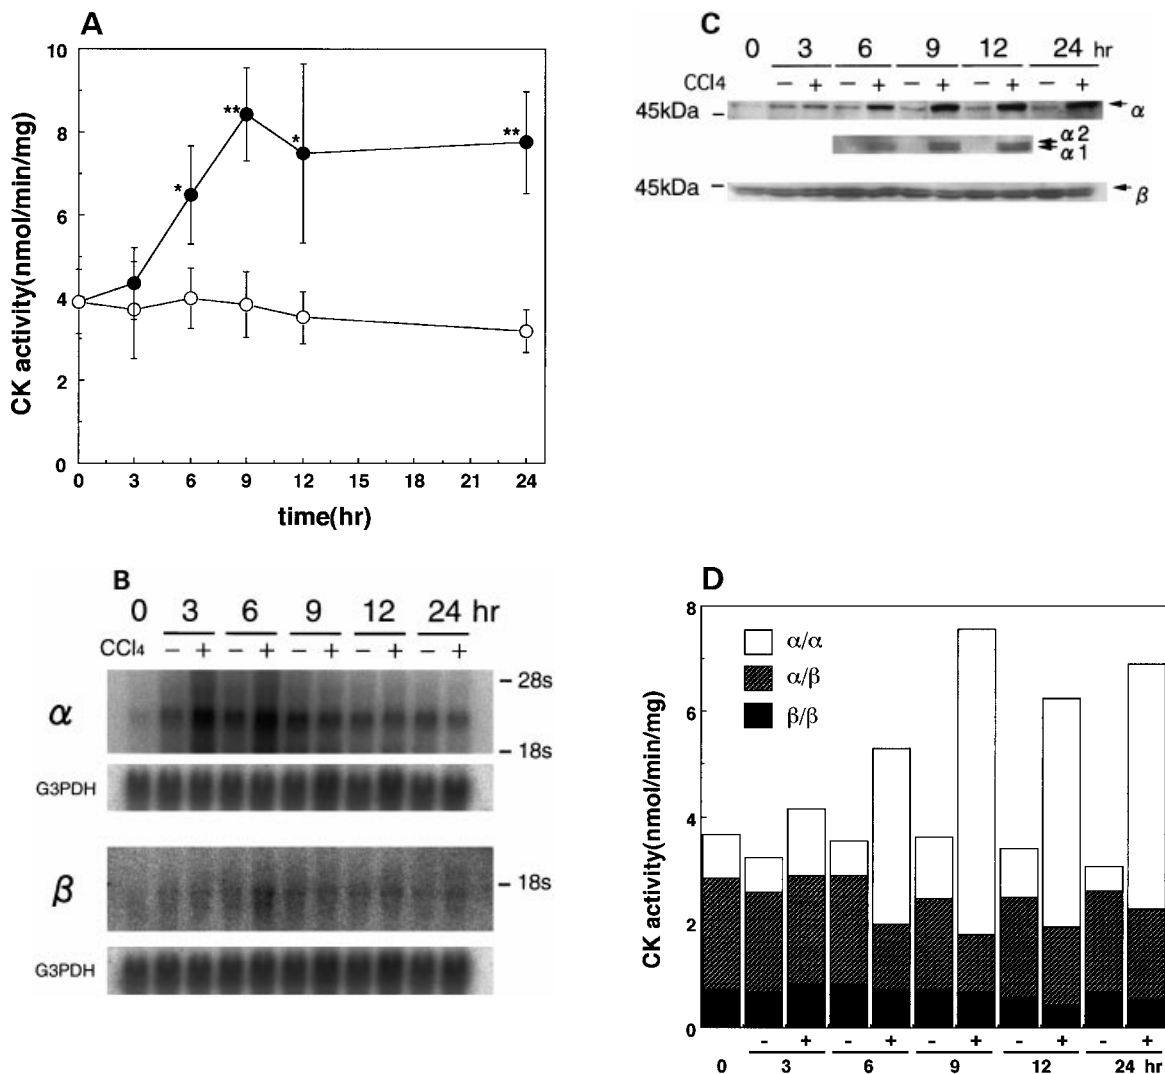 A
10
8
6
4
2
0
CK activity(nmol/min/mg)
**
*
*
**
0 3 6 9 12 15 18 21 24
time(hr)
B
0 3 6 9 12 24 hr
CCl4 − + − + − + − + − +
α
28s
18s
G3PDH
β
18s
G3PDH
C
0 3 6 9 12 24 hr
CCl4 − + − + − + − + − +
45kDa α
α2
α1
45kDa β
D
8
6
4
2
0
CK activity(nmol/min/mg)
α/α
α/β
β/β
- + - + - + - + - +
0 3 6 9 12 24 hr